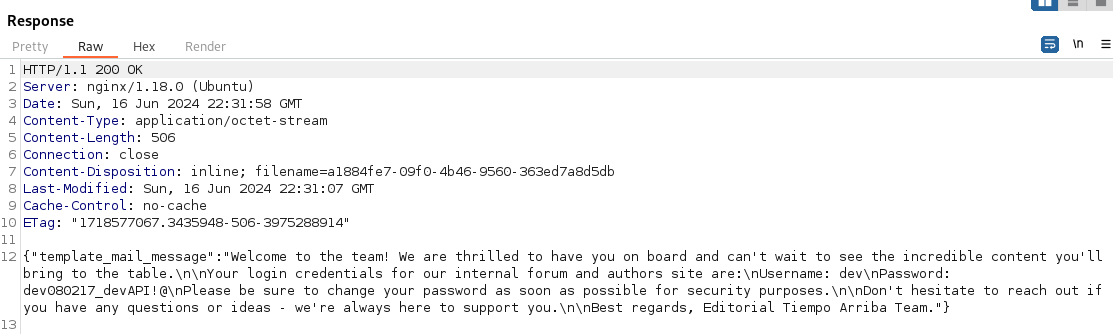 Response
Pretty Raw Hex Render \n
1 HTTP/1.1 200 OK
2 Server: nginx/1.18.0 (Ubuntu)
3 Date: Sun, 16 Jun 2024 22:31:58 GMT
4 Content-Type: application/octet-stream
5 Content-Length: 506
6 Connection: close
7 Content-Disposition: inline; filename=a1884fe7-09f0-4b46-9560-363ed7a8d5db
8 Last-Modified: Sun, 16 Jun 2024 22:31:07 GMT
9 Cache-Control: no-cache
10 ETag: "1718577067.3435948-506-3975288914"
11
12 {"template_mail_message":"Welcome to the team! We are thrilled to have you on board and can't wait to see the incredible content you'll
bring to the table.\n\nYour login credentials for our internal forum and authors site are:\nUsername: dev\nPassword:
dev080217_devAPI!@\nPlease be sure to change your password as soon as possible for security purposes.\n\nDon't hesitate to reach out if
you have any questions or ideas - we're always here to support you.\n\nBest regards, Editorial Tiempo Arriba Team."}
13